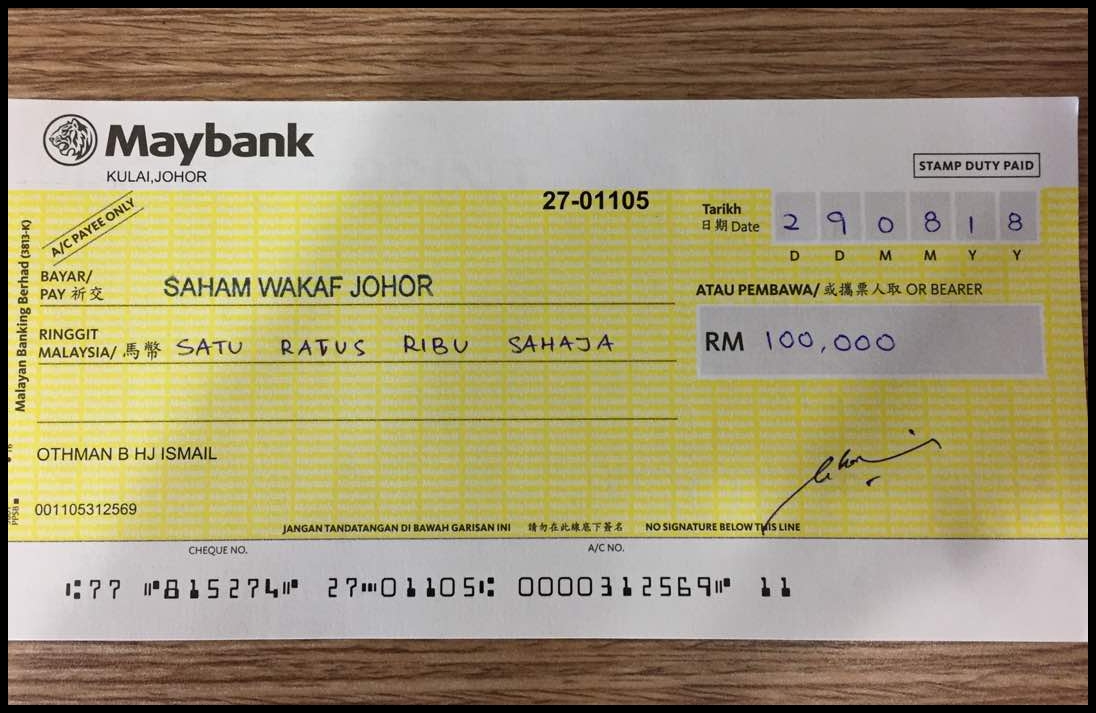 Maybank
KULAI,JOHOR
STAMP DUTY PAID
A/C PAYEE ONLY
27-01105
Tarikh
日期 Date
2 9 0 8 1 8
D D M M Y Y
BAYAR/
PAY 祈交
SAHAM WAKAF JOHOR
ATAU PEMBAWA/ 或攜票人取 OR BEARER
RINGGIT
MALAYSIA/ 馬幣 SATU RATUS RIBU SAHAJA
RM 100,000
Malayan Banking Berhad (3813-K)
OTHMAN B HJ ISMAIL
001105312569
JANGAN TANDATANGAN DI BAWAH GARISAN INI 請勿在此線底下簽名 NO SIGNATURE BELOW THIS LINE
CHEQUE NO. A/C NO.
⑆77 ⑈815274⑈ 27⑉01105⑆ 0000312569⑈ 11